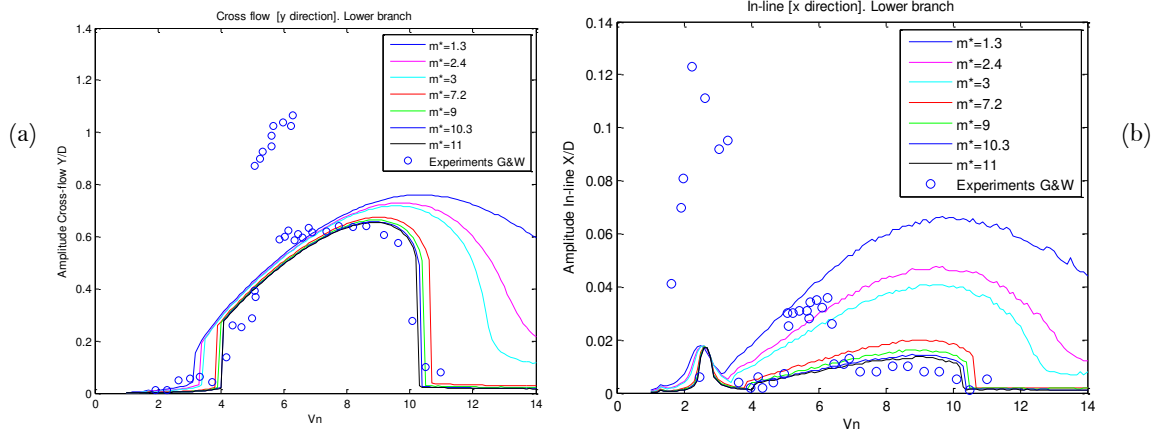 Cross flow [y direction]. Lower branch
(a)
Amplitude Cross-flow Y/D
1.4
1.2
1
0.8
0.6
0.4
0.2
0
0 2 4 6 8 10 12 14
Vn
m*=1.3
m*=2.4
m*=3
m*=7.2
m*=9
m*=10.3
m*=11
Experiments G&W
In-line [x direction]. Lower branch
(b)
Amplitude In-line X/D
0.14
0.12
0.1
0.08
0.06
0.04
0.02
0
0 2 4 6 8 10 12 14
Vn
m*=1.3
m*=2.4
m*=3
m*=7.2
m*=9
m*=10.3
m*=11
Experiments G&W